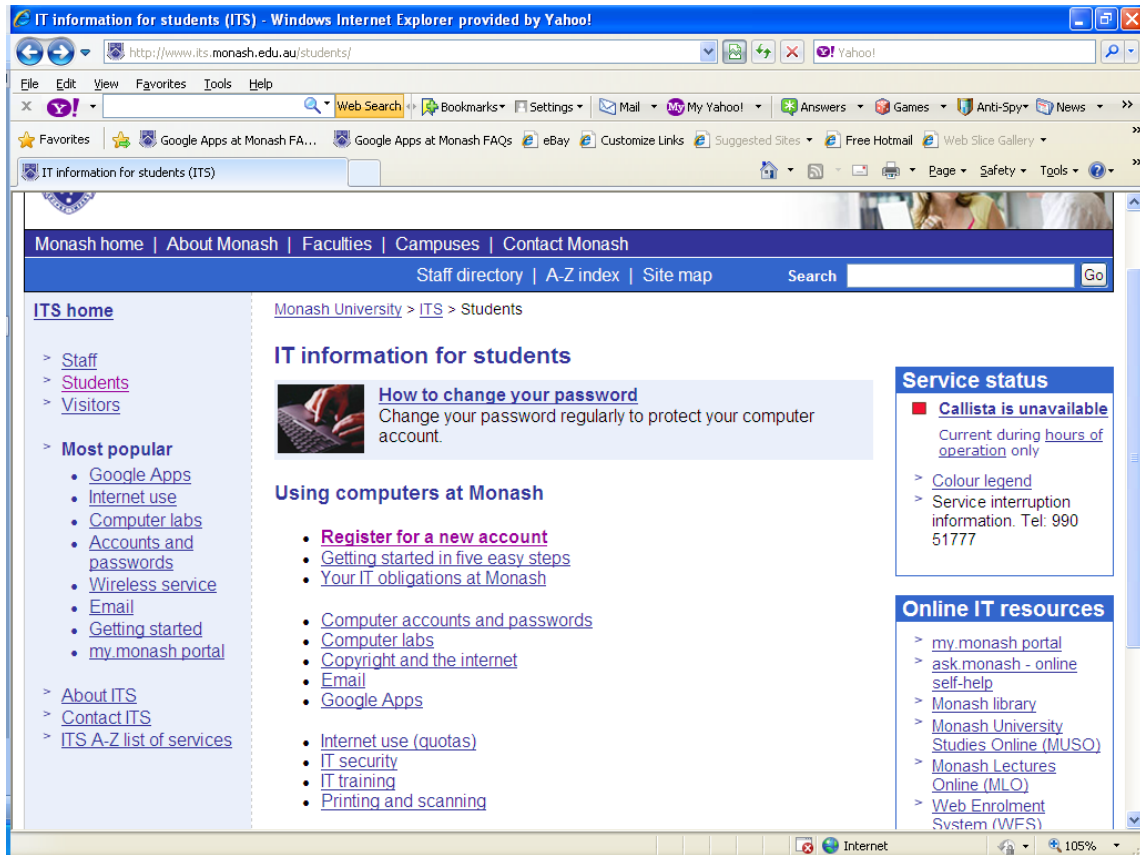 IT information for students (ITS) - Windows Internet Explorer provided by Yahoo!
http://www.its.monash.edu.au/students/
Yahoo!
File Edit View Favorites Tools Help
Web Search Bookmarks Settings Mail My Yahoo! Answers Games Anti-Spy News
Favorites Google Apps at Monash FA... Google Apps at Monash FAQs eBay Customize Links Suggested Sites Free Hotmail Web Slice Gallery
IT information for students (ITS)
Page Safety Tools
Monash home | About Monash | Faculties | Campuses | Contact Monash
Staff directory | A-Z index | Site map Search Go
ITS home
> Staff
> Students
> Visitors
> Most popular
• Google Apps
• Internet use
• Computer labs
• Accounts and
passwords
• Wireless service
• Email
• Getting started
• my.monash portal
> About ITS
> Contact ITS
> ITS A-Z list of services
Monash University > ITS > Students
IT information for students
How to change your password
Change your password regularly to protect your computer
account.
Using computers at Monash
• Register for a new account
• Getting started in five easy steps
• Your IT obligations at Monash
• Computer accounts and passwords
• Computer labs
• Copyright and the internet
• Email
• Google Apps
• Internet use (quotas)
• IT security
• IT training
• Printing and scanning
Service status
Callista is unavailable
Current during hours of
operation only
> Colour legend
> Service interruption
information. Tel: 990
51777
Online IT resources
> my.monash portal
> ask.monash - online
self-help
> Monash library
> Monash University
Studies Online (MUSO)
> Monash Lectures
Online (MLO)
> Web Enrolment
System (WES)
Internet
105%